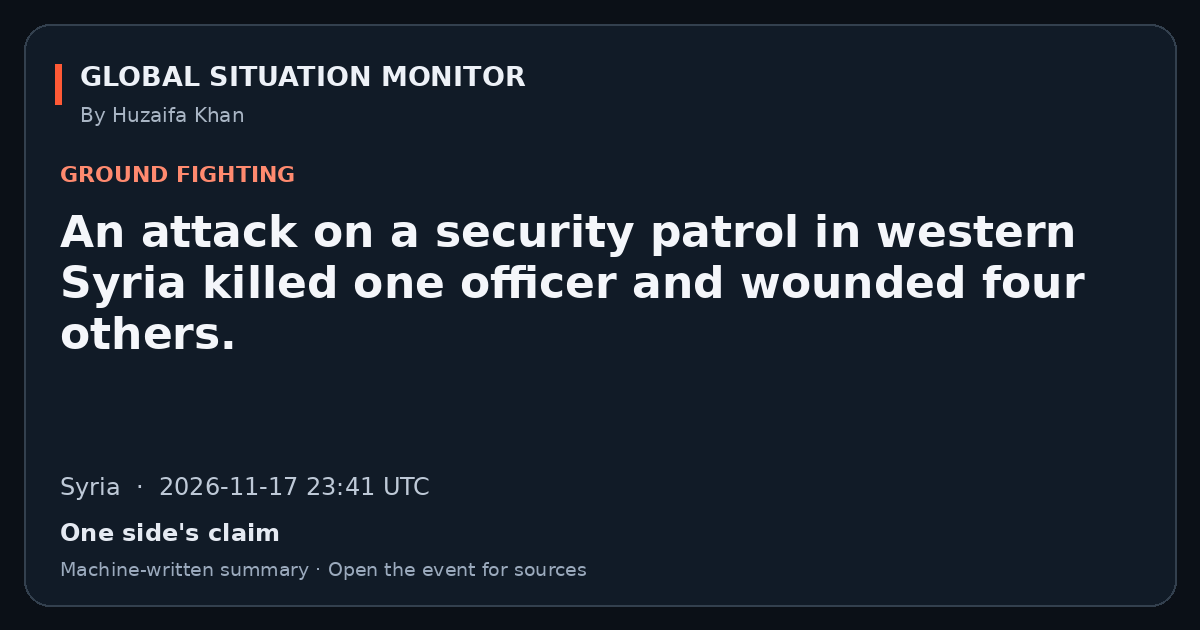 GLOBAL SITUATION MONITOR
By Huzaifa Khan
GROUND FIGHTING
An attack on a security patrol in western
Syria killed one officer and wounded four
others.
Syria · 2026-11-17 23:41 UTC
One side's claim
Machine-written summary · Open the event for sources